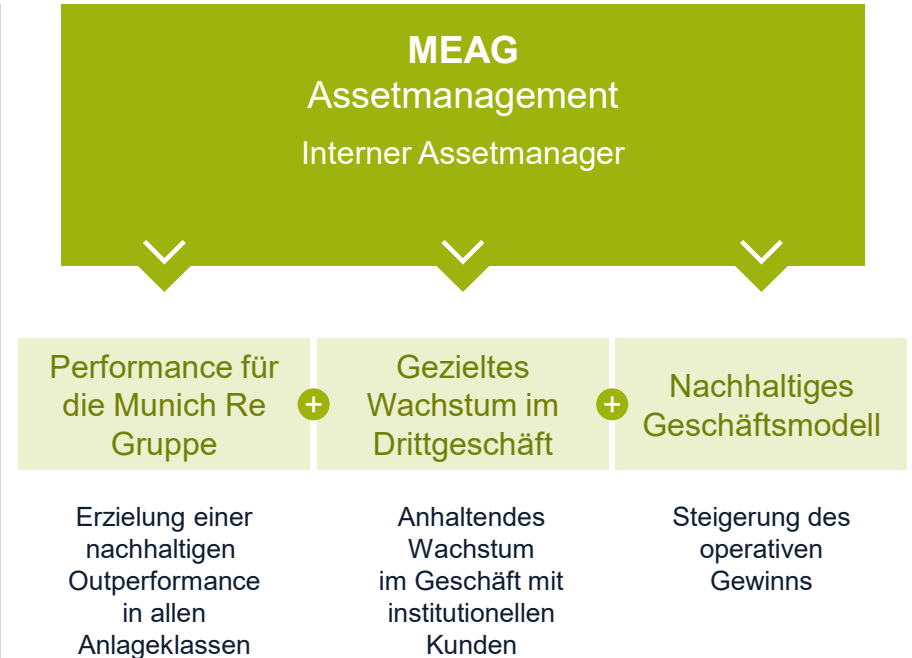 MEAG
Assetmanagement
Interner Assetmanager
Performance für
die Munich Re
Gruppe
Gezieltes
Wachstum im
Drittgeschäft
Nachhaltiges
Geschäftsmodell
Erzielung einer
nachhaltigen
Outperformance
in allen
Anlageklassen
Anhaltendes
Wachstum
im Geschäft mit
institutionellen
Kunden
Steigerung des
operativen
Gewinns